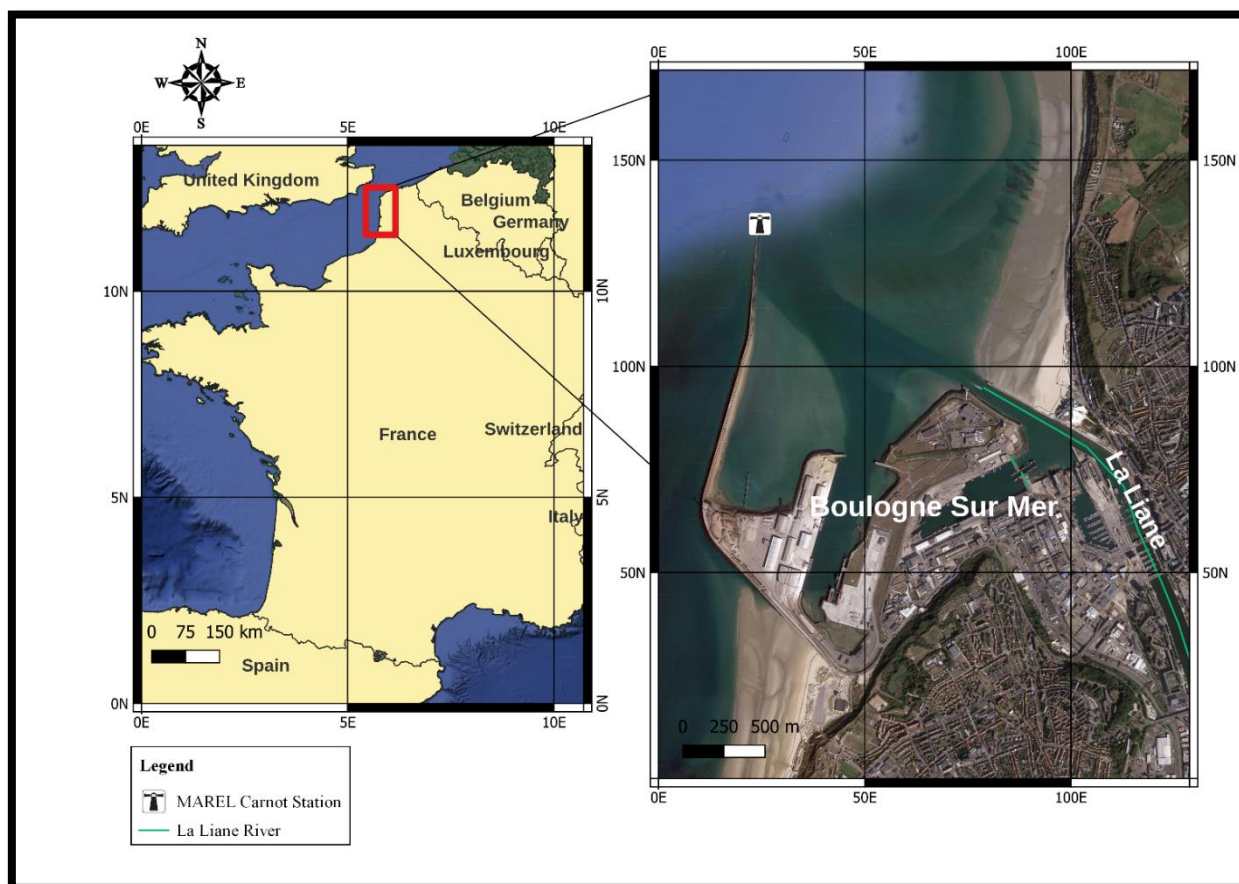 N
W E
S
0E 5E 10E
United Kingdom
Belgium
Germany
Luxembourg
10N 10N
France
Switzerland
5N 5N
Italy
0 75 150 km
Spain
0N 0N
0E 5E 10E
Legend
MAREL Carnot Station
La Liane River
0E 50E 100E
150N 150N
100N 100N
La Liane
Boulogne Sur Mer.
50N 50N
0 250 500 m
0E 50E 100E